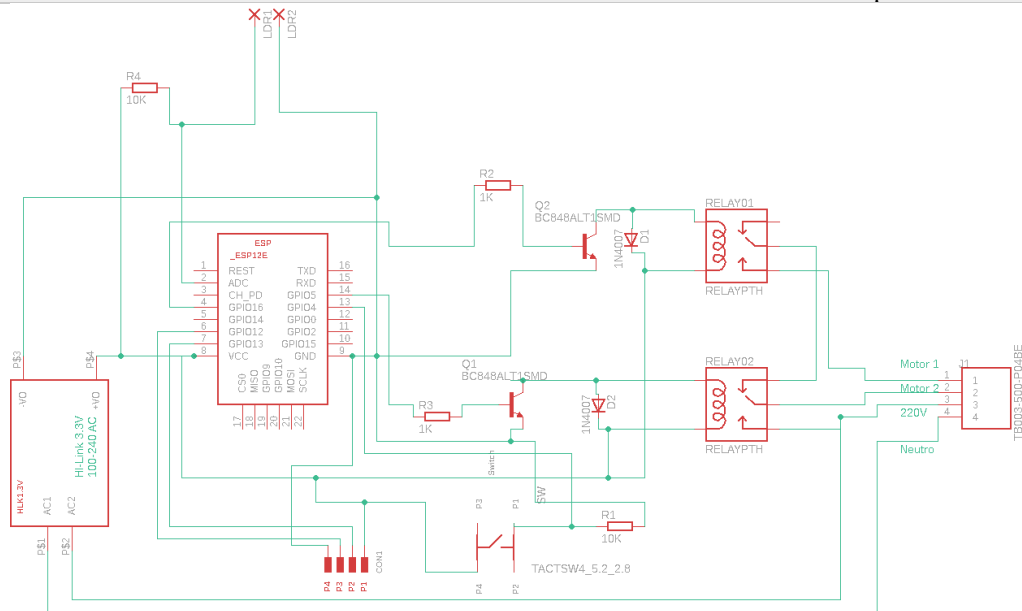 LDR1
LDR2
R4
10K
R2
1K
Q2
BC848ALT1SMD
1N4007
D1
RELAY01
RELAYPTH
ESP
_ESP12E
1 REST TXD 16
2 ADC RXD 15
3 CH_PD GPIO5 14
4 GPIO16 GPIO4 13
5 GPIO14 GPIO0 12
6 GPIO12 GPIO2 11
7 GPIO13 GPIO15 10
8 VCC GND 9
CS0 MISO GPIO9 GPIO10 MOSI SCLK
17 18 19 20 21 22
P$3
P$4
-VO
+VO
Hi-Link 3.3V
100-240 AC
HLK1.3V
AC1
AC2
P$1
P$2
Q1
BC848ALT1SMD
R3
1K
1N4007
D2
RELAY02
RELAYPTH
Motor 1
Motor 2
220V
Neutro
J1
1 1
2 2
3 3
4 4
TB003-500-P04BE
Switch
SW
P3
P1
P4
P2
R1
10K
TACTSW4_5.2_2.8
CON1
P4 P3 P2 P1